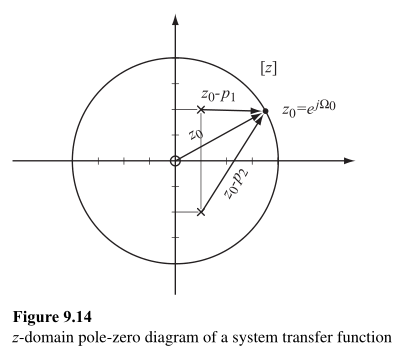 [z]
z₀-p₁
z₀=e^{jΩ₀}
z₀
z₀-p₂
Figure 9.14
z-domain pole-zero diagram of a system transfer function